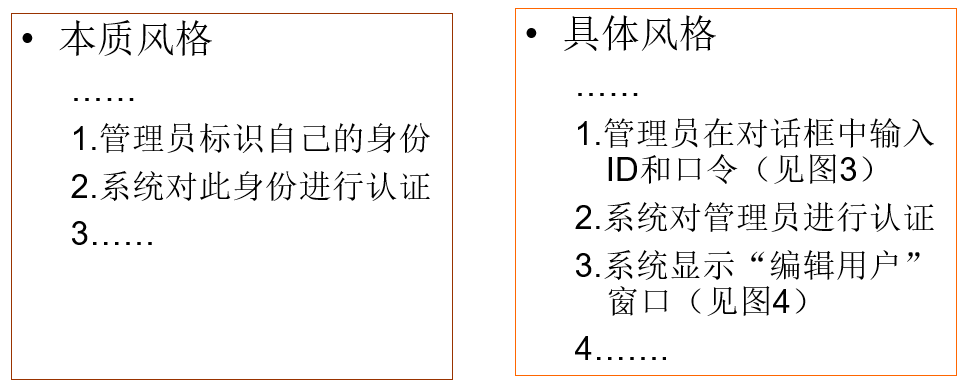 • 本质风格
……
1.管理员标识自己的身份
2.系统对此身份进行认证
3……
• 具体风格
……
1.管理员在对话框中输入
ID和口令（见图3）
2.系统对管理员进行认证
3.系统显示“编辑用户”
窗口（见图4）
4…….